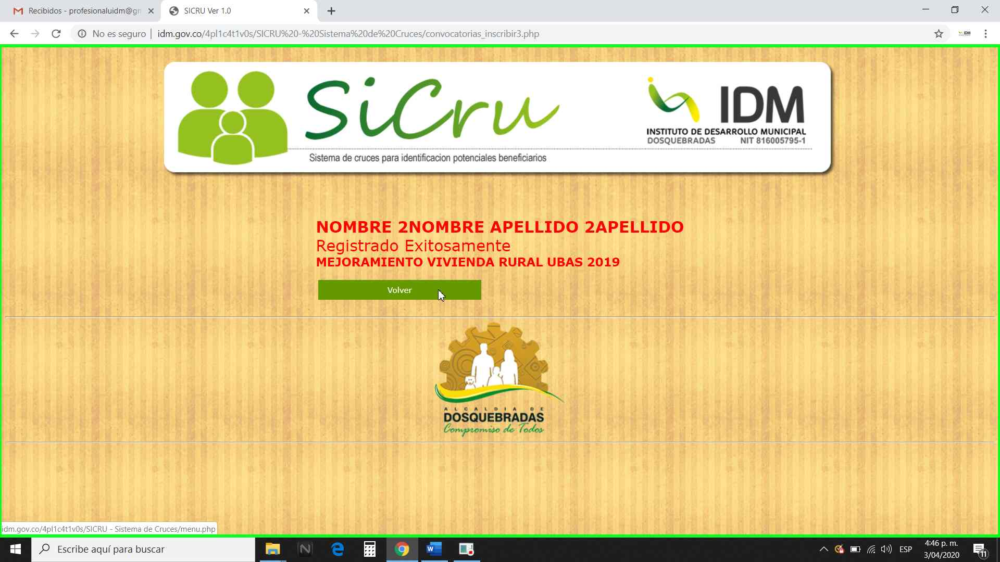 Recibidos - profesionaluidm@gm
SICRU Ver 1.0
No es seguro | idm.gov.co/4pl1c4t1v0s/SICRU%20-%20Sistema%20de%20Cruces/convocatorias_inscribir3.php
SiCru
IDM
INSTITUTO DE DESARROLLO MUNICIPAL
DOSQUEBRADAS NIT 816005795-1
Sistema de cruces para identificacion potenciales beneficiarios
NOMBRE 2NOMBRE APELLIDO 2APELLIDO
Registrado Exitosamente
MEJORAMIENTO VIVIENDA RURAL UBAS 2019
Volver
ALCALDIA DE
DOSQUEBRADAS
Compromiso de Todos
idm.gov.co/4pl1c4t1v0s/SICRU - Sistema de Cruces/menu.php
Escribe aquí para buscar
ESP
4:46 p. m.
3/04/2020
11